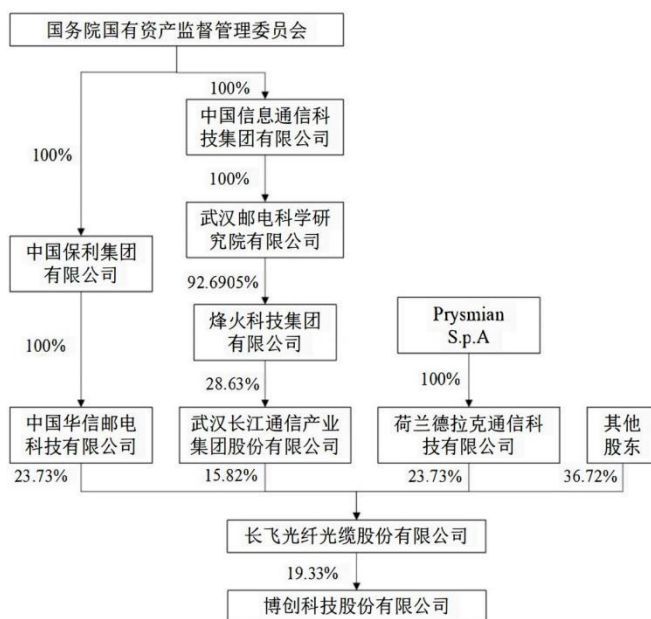 国务院国有资产监督管理委员会
100%
中国信息通信科
技集团有限公司
100%
100%
武汉邮电科学研
究院有限公司
中国保利集团
有限公司
92.6905%
烽火科技集团
有限公司
Prysmian
S.p.A
100%
28.63%
100%
中国华信邮电
科技有限公司
武汉长江通信产业
集团股份有限公司
荷兰德拉克通信科
技有限公司
其他
股东
23.73%
15.82%
23.73%
36.72%
长飞光纤光缆股份有限公司
19.33%
博创科技股份有限公司